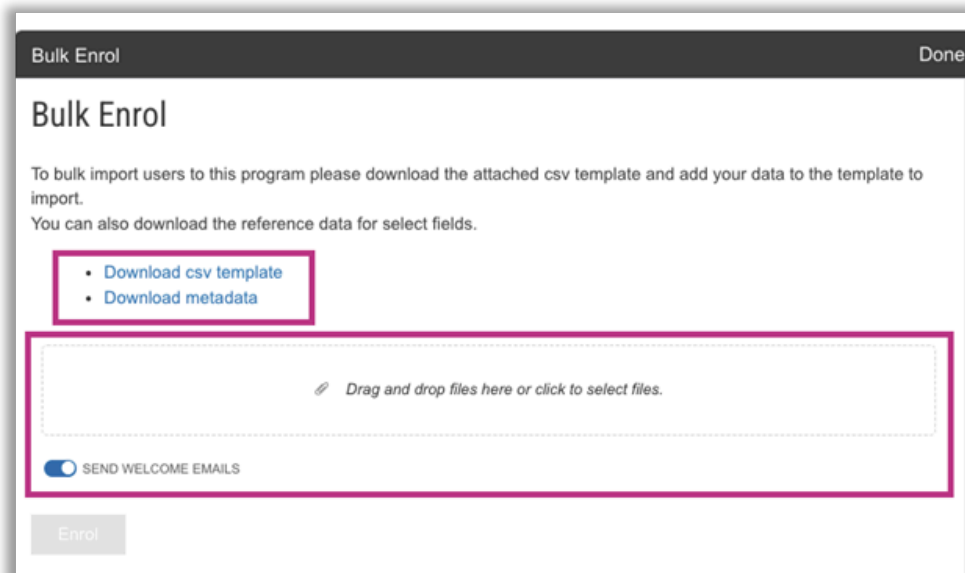 Bulk Enrol
Done
Bulk Enrol
To bulk import users to this program please download the attached csv template and add your data to the template to
import.
You can also download the reference data for select fields.
• Download csv template
• Download metadata
Drag and drop files here or click to select files.
SEND WELCOME EMAILS
Enrol